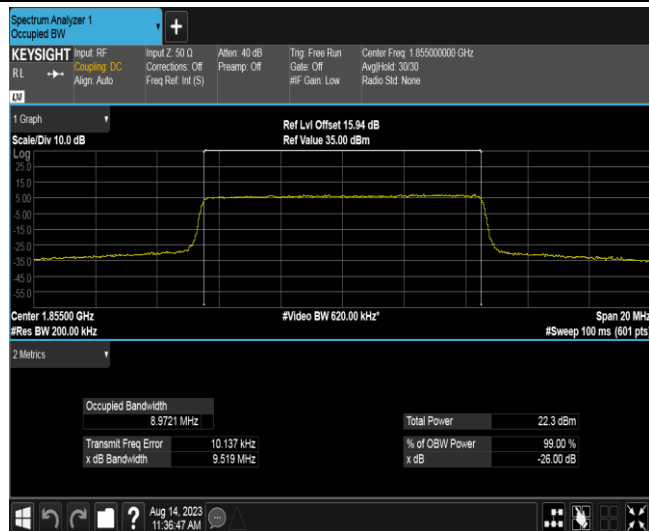 Spectrum Analyzer 1
Occupied BW
KEYSIGHT
RL
Input: RF
Coupling: DC
Align: Auto
Input Z: 50 Ω
Corrections: Off
Freq Ref: Int (S)
Atten: 40 dB
Preamp: Off
Trig: Free Run
Gate: Off
#IF Gain: Low
Center Freq: 1.855000000 GHz
Avg|Hold: 30/30
Radio Std: None
1 Graph
Scale/Div 10.0 dB
Ref Lvl Offset 15.94 dB
Ref Value 35.00 dBm
Log
25.0
15.0
5.00
-5.00
-15.0
-25.0
-35.0
-45.0
-55.0
Center 1.85500 GHz
#Video BW 620.00 kHz*
Span 20 MHz
#Res BW 200.00 kHz
#Sweep 100 ms (601 pts)
2 Metrics
Occupied Bandwidth
8.9721 MHz
Total Power 22.3 dBm
Transmit Freq Error 10.137 kHz
% of OBW Power 99.00 %
x dB Bandwidth 9.519 MHz
x dB -26.00 dB
?
Aug 14, 2023
11:36:47 AM